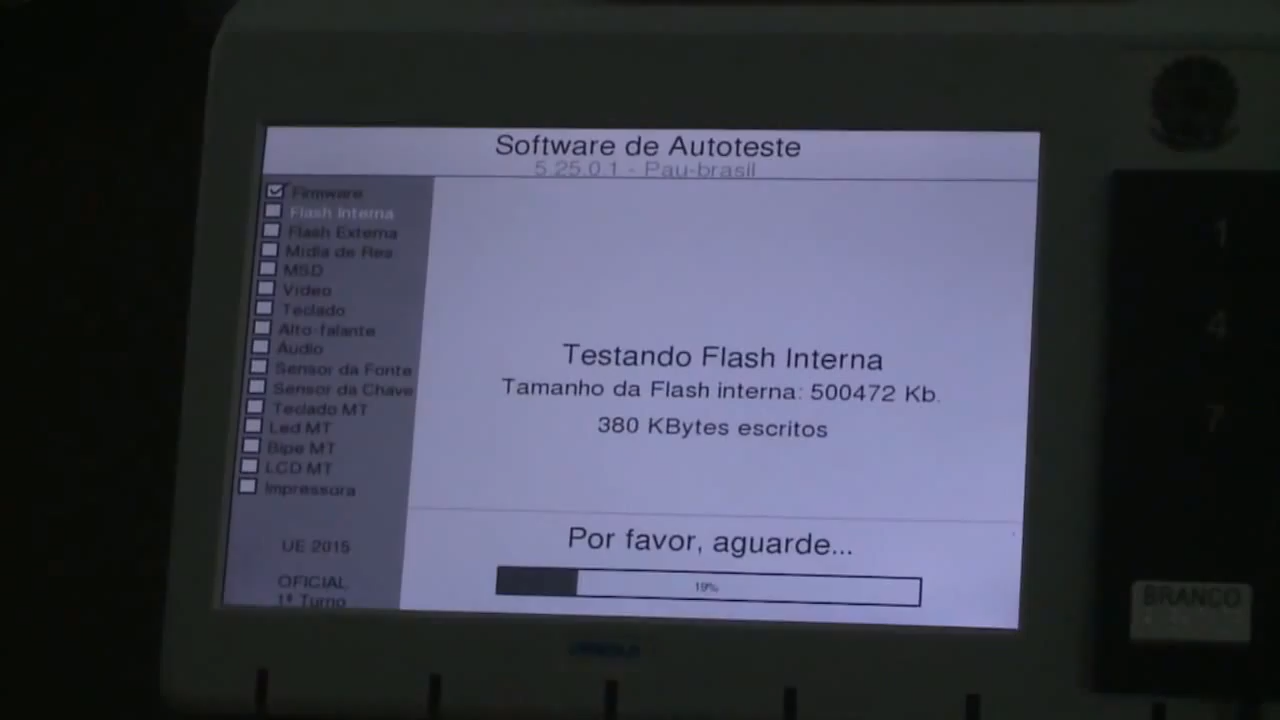 Software de Autoteste
5.25.0.1 - Pau-brasil
Firmware
Flash Interna
Flash Externa
Mídia de Res
MSD
Vídeo
Teclado
Alto-falante
Áudio
Sensor da Fonte
Sensor da Chave
Teclado MT
Led MT
Bipe MT
LCD MT
Impressora
UE 2015
OFICIAL
1º Turno
Testando Flash Interna
Tamanho da Flash interna: 500472 Kb.
380 KBytes escritos
Por favor, aguarde...
19%
1
4
7
BRANCO